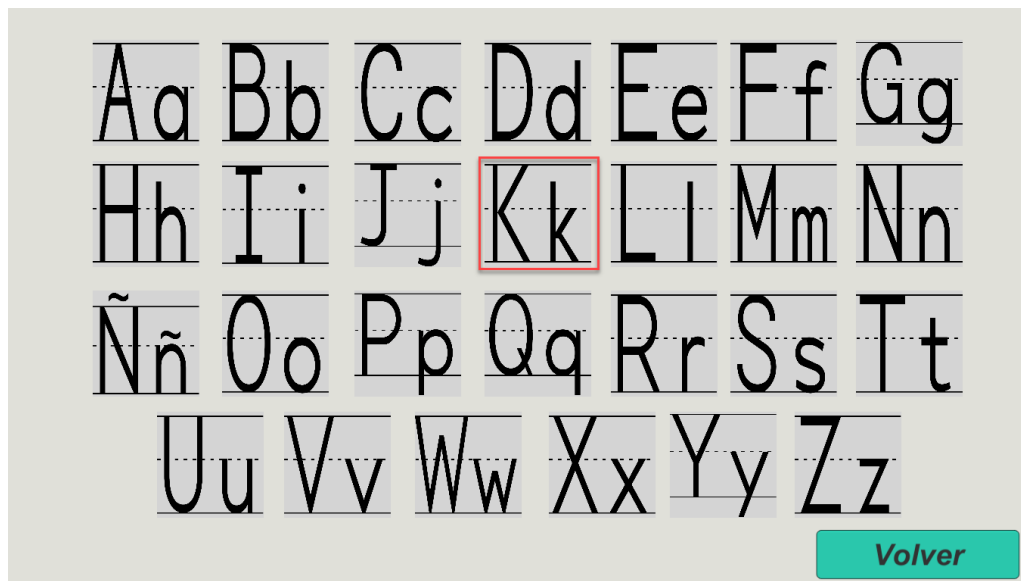 Aa Bb Cc Dd Ee Ff Gg
Hh Ii Jj Kk Ll Mm Nn
Ññ Oo Pp Qq Rr Ss Tt
Uu Vv Ww Xx Yy Zz
Volver